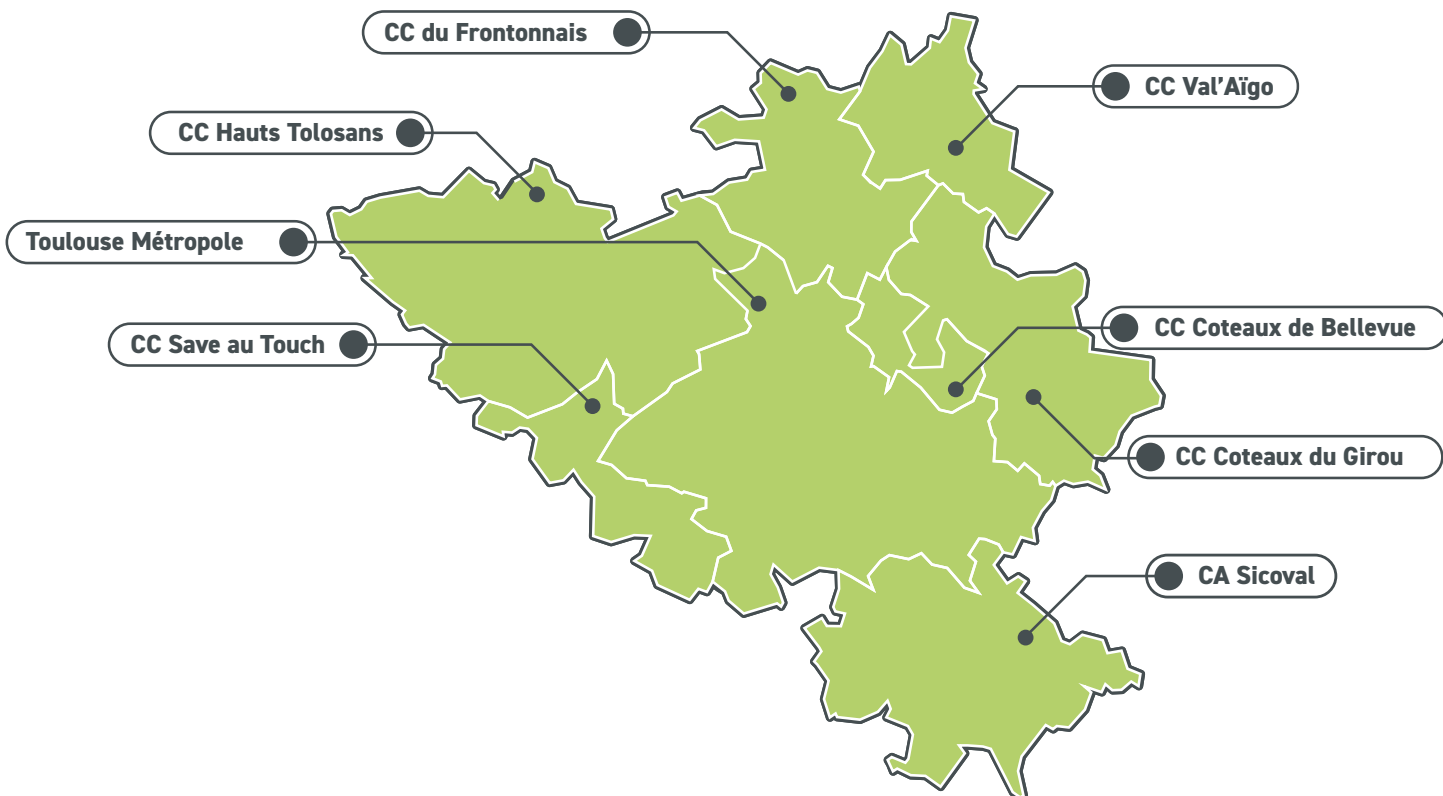 CC du Frontonnais
CC Val'Aïgo
CC Hauts Tolosans
Toulouse Métropole
CC Coteaux de Bellevue
CC Save au Touch
CC Coteaux du Girou
CA Sicoval